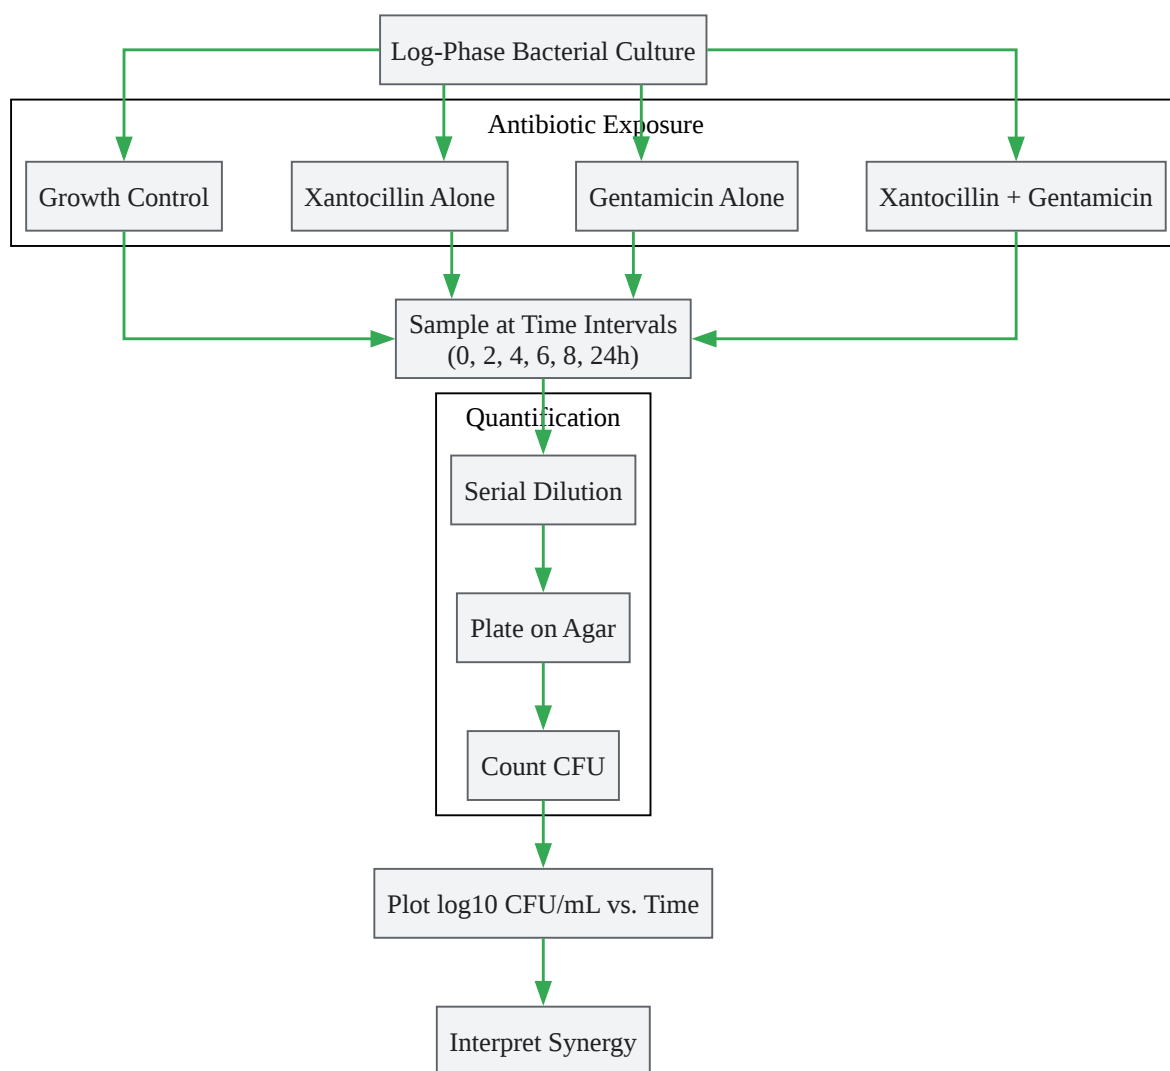 Log-Phase Bacterial Culture
Antibiotic Exposure
Growth Control
Xantocillin Alone
Gentamicin Alone
Xantocillin + Gentamicin
Sample at Time Intervals
(0, 2, 4, 6, 8, 24h)
Quantification
Serial Dilution
Plate on Agar
Count CFU
Plot log10 CFU/mL vs. Time
Interpret Synergy